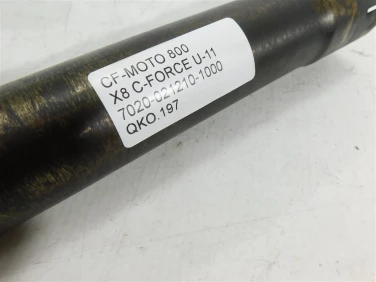 CF-MOTO 800
X8 C-FORCE U-11
7020-021210-1000
QKO.197